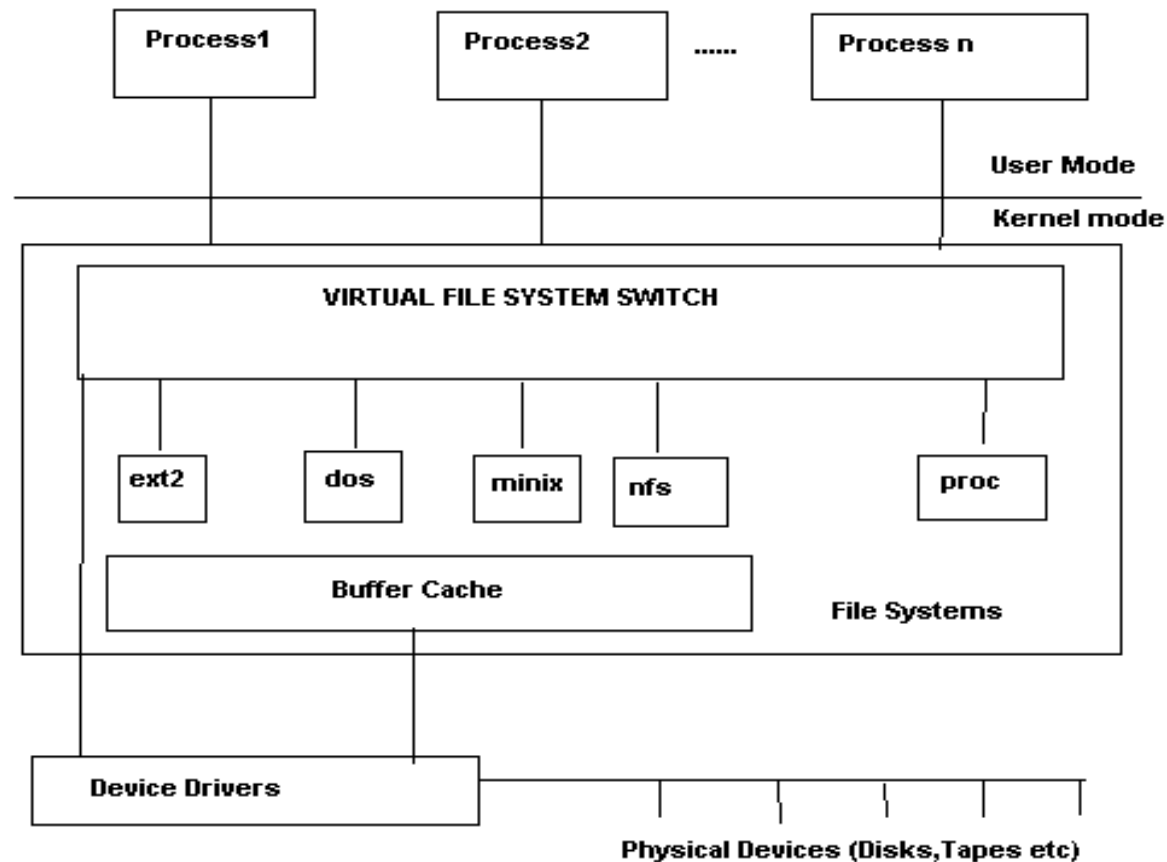 Process1
Process2
......
Process n
User Mode
Kernel mode
VIRTUAL FILE SYSTEM SWITCH
ext2
dos
minix
nfs
proc
Buffer Cache
File Systems
Device Drivers
Physical Devices (Disks,Tapes etc)